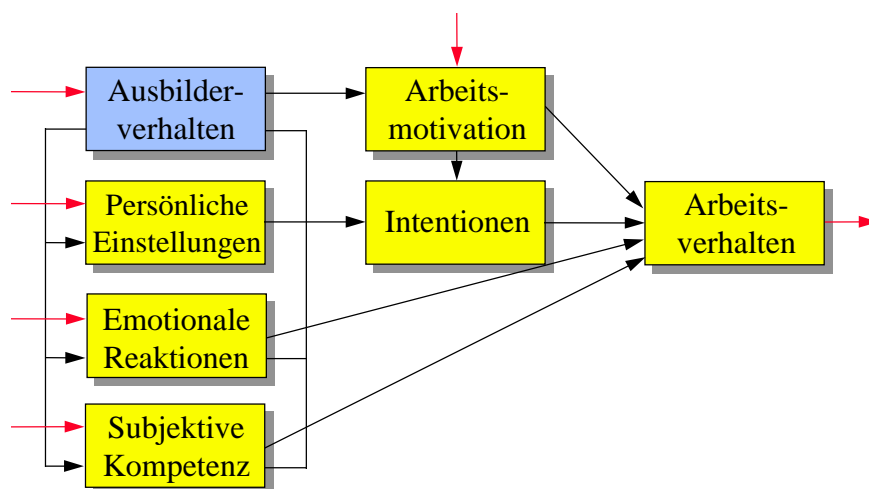 Ausbilder-
verhalten
Arbeits-
motivation
Persönliche
Einstellungen
Intentionen
Arbeits-
verhalten
Emotionale
Reaktionen
Subjektive
Kompetenz